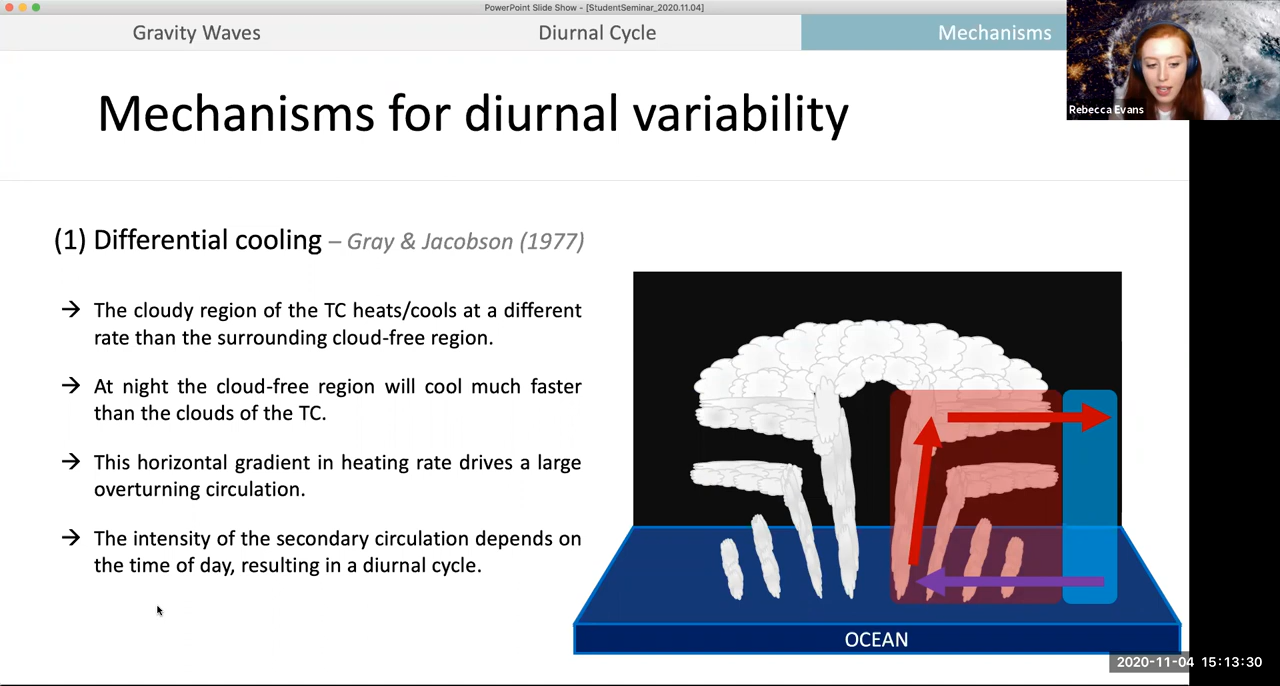 PowerPoint Slide Show - [StudentSeminar_2020.11.04]
Gravity Waves
Diurnal Cycle
Mechanisms
Rebecca Evans
Mechanisms for diurnal variability
(1) Differential cooling – Gray & Jacobson (1977)
→ The cloudy region of the TC heats/cools at a different
rate than the surrounding cloud-free region.
→ At night the cloud-free region will cool much faster
than the clouds of the TC.
→ This horizontal gradient in heating rate drives a large
overturning circulation.
→ The intensity of the secondary circulation depends on
the time of day, resulting in a diurnal cycle.
OCEAN
2020-11-04 15:13:30